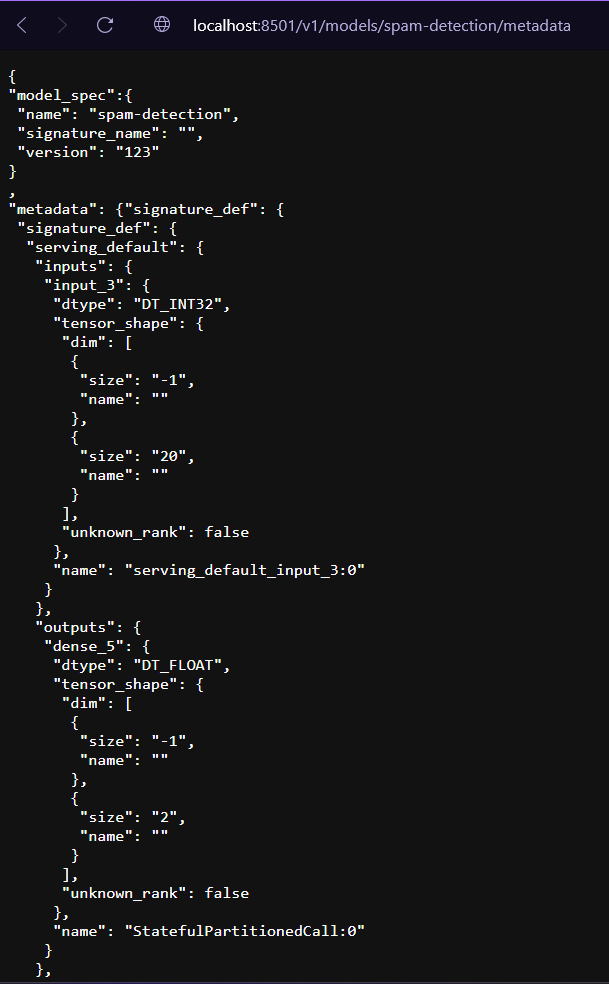 localhost:8501/v1/models/spam-detection/metadata
{
"model_spec":{
 "name": "spam-detection",
 "signature_name": "",
 "version": "123"
}
,
"metadata": {"signature_def": {
 "signature_def": {
  "serving_default": {
   "inputs": {
    "input_3": {
     "dtype": "DT_INT32",
     "tensor_shape": {
      "dim": [
       {
        "size": "-1",
        "name": ""
       },
       {
        "size": "20",
        "name": ""
       }
      ],
      "unknown_rank": false
     },
     "name": "serving_default_input_3:0"
    }
   },
   "outputs": {
    "dense_5": {
     "dtype": "DT_FLOAT",
     "tensor_shape": {
      "dim": [
       {
        "size": "-1",
        "name": ""
       },
       {
        "size": "2",
        "name": ""
       }
      ],
      "unknown_rank": false
     },
     "name": "StatefulPartitionedCall:0"
    }
   },